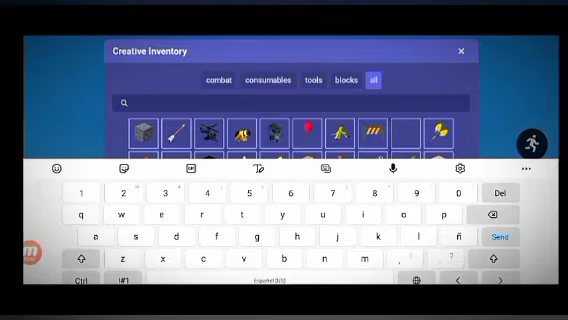 Creative Inventory ×
combat consumables tools blocks all
GIF
1 2 3 4 5 6 7 8 9 0 Del
q w e r t y u i o p
a s d f g h j k l ñ Send
z x c v b n m , . ?
Ctrl !#1 Español (US) < >